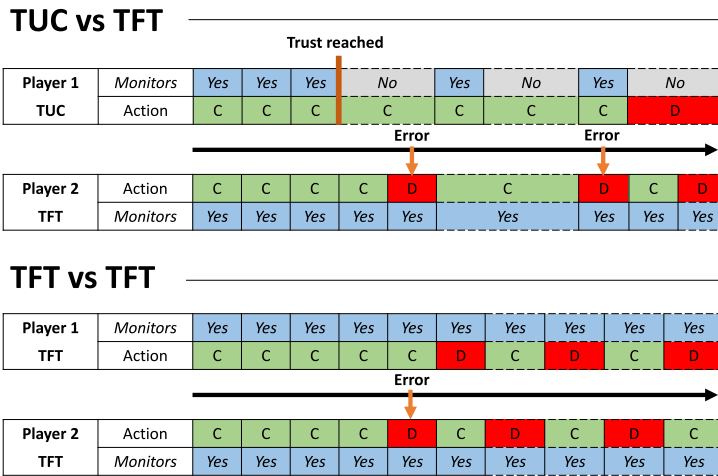 TUC vs TFT
Trust reached
Player 1 Monitors Yes Yes Yes No Yes No Yes No
TUC Action C C C C C C C D
Error Error
Player 2 Action C C C C D C D C D
TFT Monitors Yes Yes Yes Yes Yes Yes Yes Yes Yes
TFT vs TFT
Player 1 Monitors Yes Yes Yes Yes Yes Yes Yes Yes Yes Yes
TFT Action C C C C C D C D C D
Error
Player 2 Action C C C C D C D C D C
TFT Monitors Yes Yes Yes Yes Yes Yes Yes Yes Yes Yes